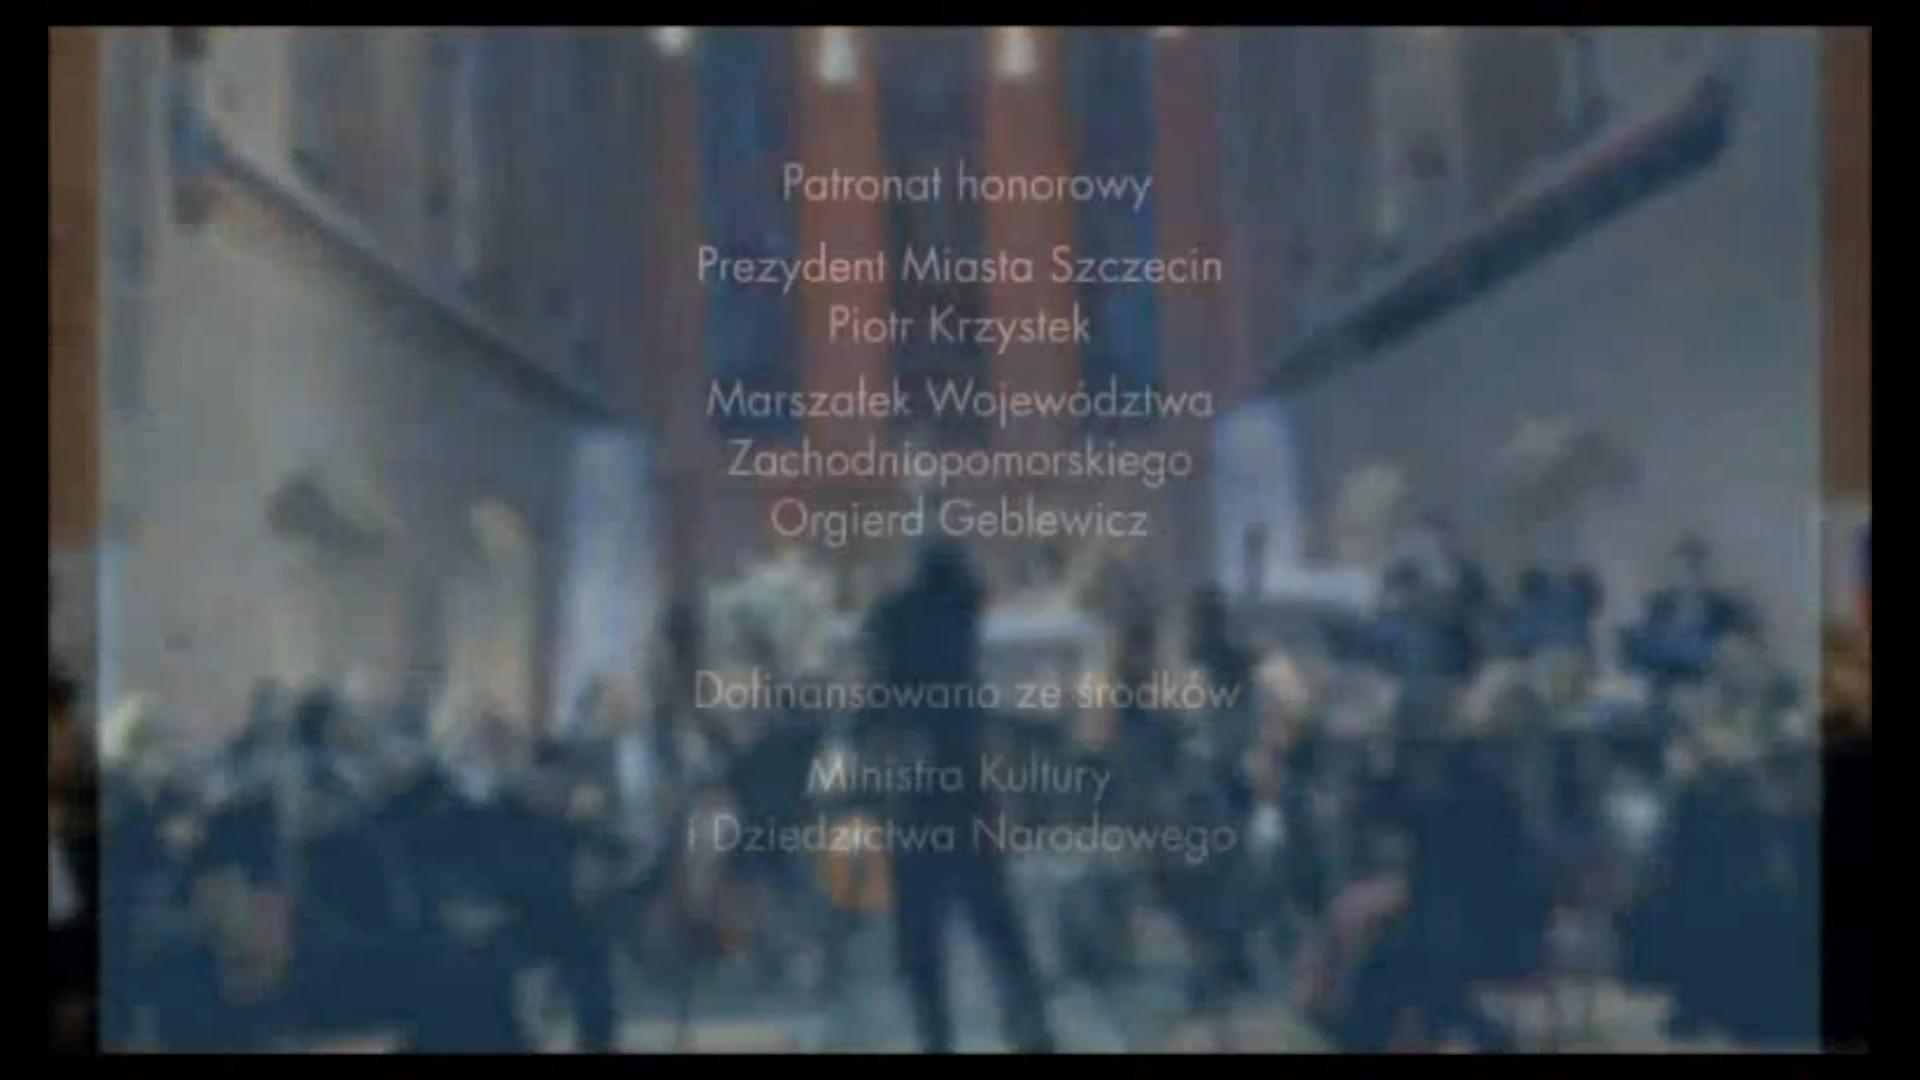 Patronat honorowy
Prezydent Miasta Szczecin
Piotr Krzystek
Marszałek Województwa
Zachodniopomorskiego
Orgierd Geblewicz
Dofinansowano ze środków
Ministra Kultury
i Dziedzictwa Narodowego